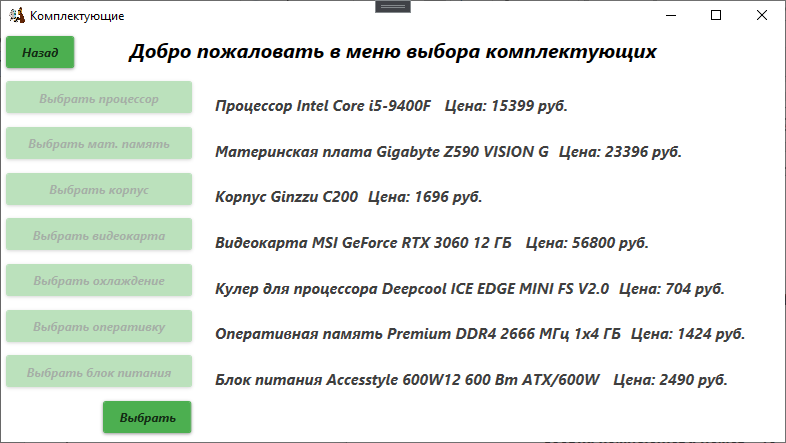 Комплектующие
Назад
Добро пожаловать в меню выбора комплектующих
Выбрать процессор
Процессор Intel Core i5-9400F Цена: 15399 руб.
Выбрать мат. память
Материнская плата Gigabyte Z590 VISION G Цена: 23396 руб.
Выбрать корпус
Корпус Ginzzu C200 Цена: 1696 руб.
Выбрать видеокарта
Видеокарта MSI GeForce RTX 3060 12 ГБ Цена: 56800 руб.
Выбрать охлаждение
Кулер для процессора Deepcool ICE EDGE MINI FS V2.0 Цена: 704 руб.
Выбрать оперативку
Оперативная память Premium DDR4 2666 МГц 1x4 ГБ Цена: 1424 руб.
Выбрать блок питания
Блок питания Accesstyle 600W12 600 Вт ATX/600W Цена: 2490 руб.
Выбрать